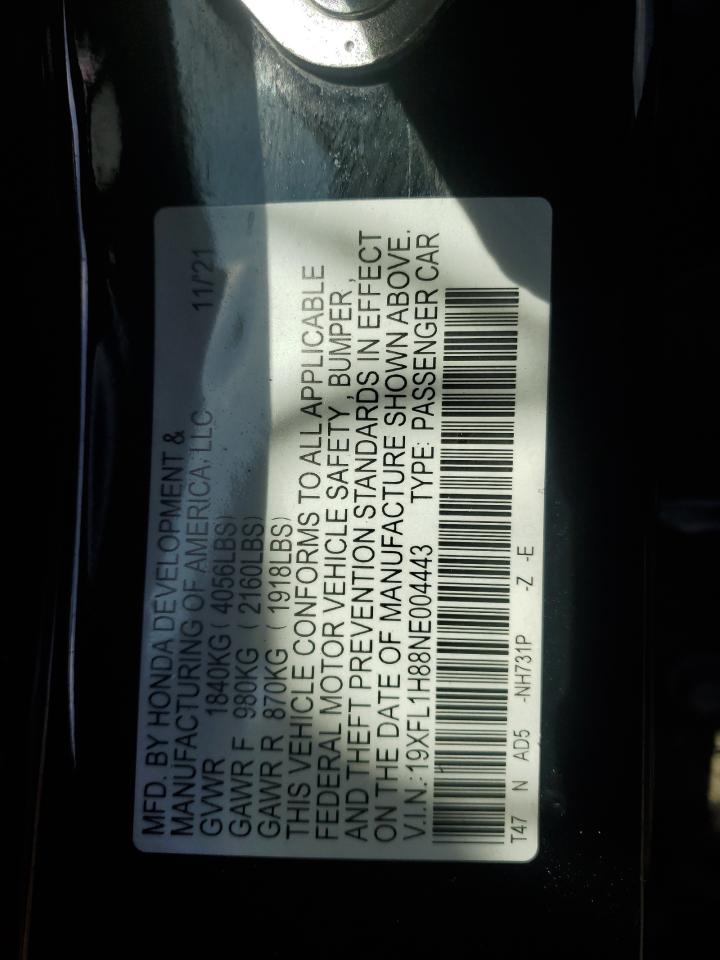 MFD. BY HONDA DEVELOPMENT &
MANUFACTURING OF AMERICA, LLC 11/'21
GVWR 1840KG ( 4056LBS)
GAWR F 980KG ( 2160LBS)
GAWR R 870KG ( 1918LBS)
THIS VEHICLE CONFORMS TO ALL APPLICABLE
FEDERAL MOTOR VEHICLE SAFETY , BUMPER ,
AND THEFT PREVENTION STANDARDS IN EFFECT
ON THE DATE OF MANUFACTURE SHOWN ABOVE.
V.I.N.:19XFL1H88NE004443 TYPE: PASSENGER CAR
T47 N AD5 -NH731P -Z -E